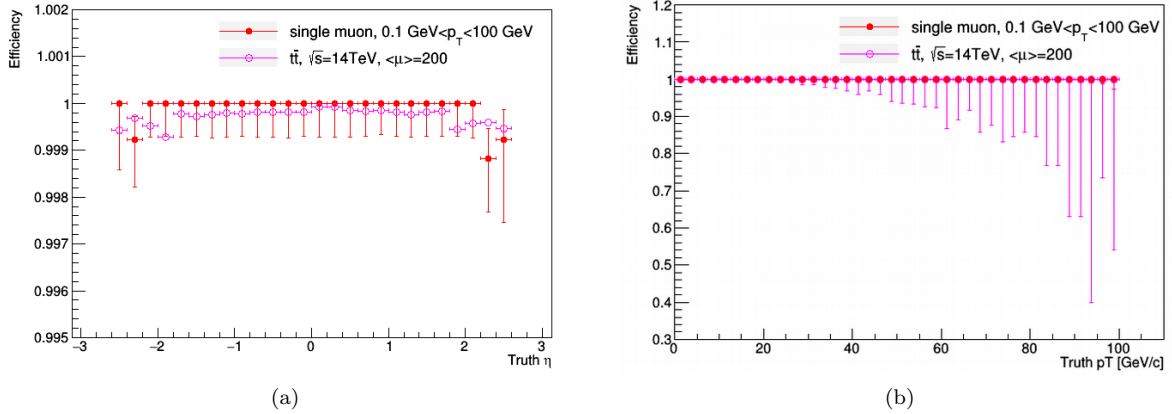 Efficiency
1.002
1.001
1
0.999
0.998
0.997
0.996
0.995
single muon, 0.1 GeV<p_T<100 GeV
tt̄, √s=14TeV, <μ>=200
−3 −2 −1 0 1 2 3
Truth η
(a)
Efficiency
1.2
1.1
1
0.9
0.8
0.7
0.6
0.5
0.4
0.3
single muon, 0.1 GeV<p_T<100 GeV
tt̄, √s=14TeV, <μ>=200
0 20 40 60 80 100
Truth pT [GeV/c]
(b)